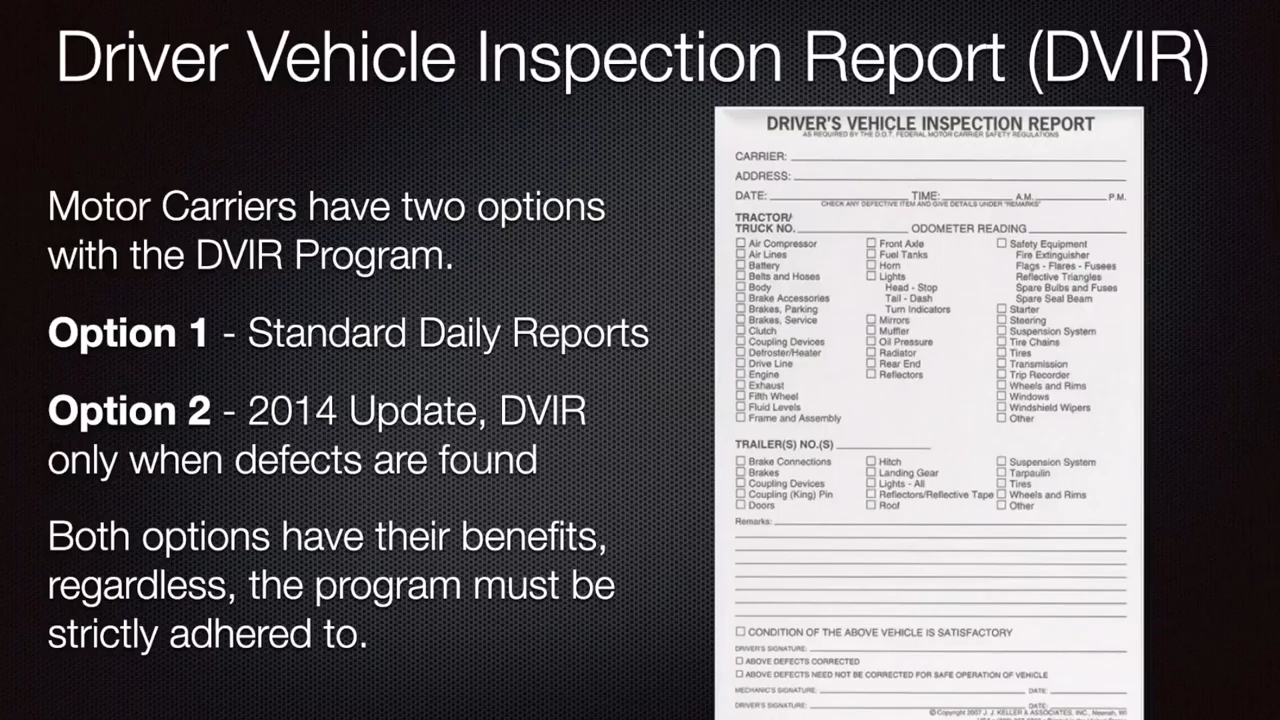 Driver Vehicle Inspection Report (DVIR)
Motor Carriers have two options
with the DVIR Program.
Option 1 - Standard Daily Reports
Option 2 - 2014 Update, DVIR
only when defects are found
Both options have their benefits,
regardless, the program must be
strictly adhered to.
DRIVER'S VEHICLE INSPECTION REPORT
AS REQUIRED BY THE D.O.T. FEDERAL MOTOR CARRIER SAFETY REGULATIONS
CARRIER:
ADDRESS:
DATE: TIME: A.M. P.M.
CHECK ANY DEFECTIVE ITEM AND GIVE DETAILS UNDER "REMARKS"
TRACTOR/
TRUCK NO. ODOMETER READING
Air Compressor
Air Lines
Battery
Belts and Hoses
Body
Brake Accessories
Brakes, Parking
Brakes, Service
Clutch
Coupling Devices
Defroster/Heater
Drive Line
Engine
Exhaust
Fifth Wheel
Fluid Levels
Frame and Assembly
Front Axle
Fuel Tanks
Horn
Lights
Head - Stop
Tail - Dash
Turn Indicators
Mirrors
Muffler
Oil Pressure
Radiator
Rear End
Reflectors
Safety Equipment
Fire Extinguisher
Flags - Flares - Fusees
Reflective Triangles
Spare Bulbs and Fuses
Spare Seal Beam
Starter
Steering
Suspension System
Tire Chains
Tires
Transmission
Trip Recorder
Wheels and Rims
Windows
Windshield Wipers
Other
TRAILER(S) NO.(S)
Brake Connections
Brakes
Coupling Devices
Coupling (King) Pin
Doors
Hitch
Landing Gear
Lights - All
Reflectors/Reflective Tape
Roof
Suspension System
Tarpaulin
Tires
Wheels and Rims
Other
Remarks:
CONDITION OF THE ABOVE VEHICLE IS SATISFACTORY
DRIVER'S SIGNATURE:
ABOVE DEFECTS CORRECTED
ABOVE DEFECTS NEED NOT BE CORRECTED FOR SAFE OPERATION OF VEHICLE
MECHANIC'S SIGNATURE: DATE:
DRIVER'S SIGNATURE: DATE:
© Copyright 2007 J. J. KELLER & ASSOCIATES, INC., Neenah, WI